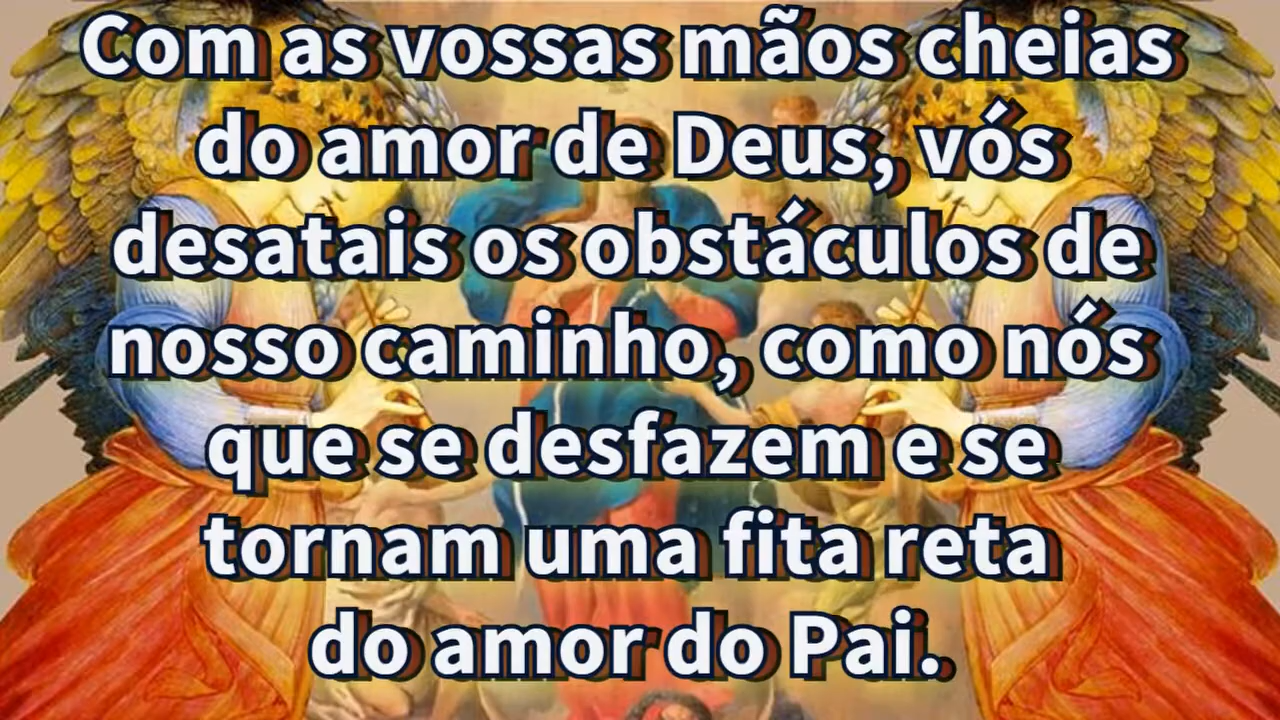 Com as vossas mãos cheias
do amor de Deus, vós
desatais os obstáculos de
nosso caminho, como nós
que se desfazem e se
tornam uma fita reta
do amor do Pai.